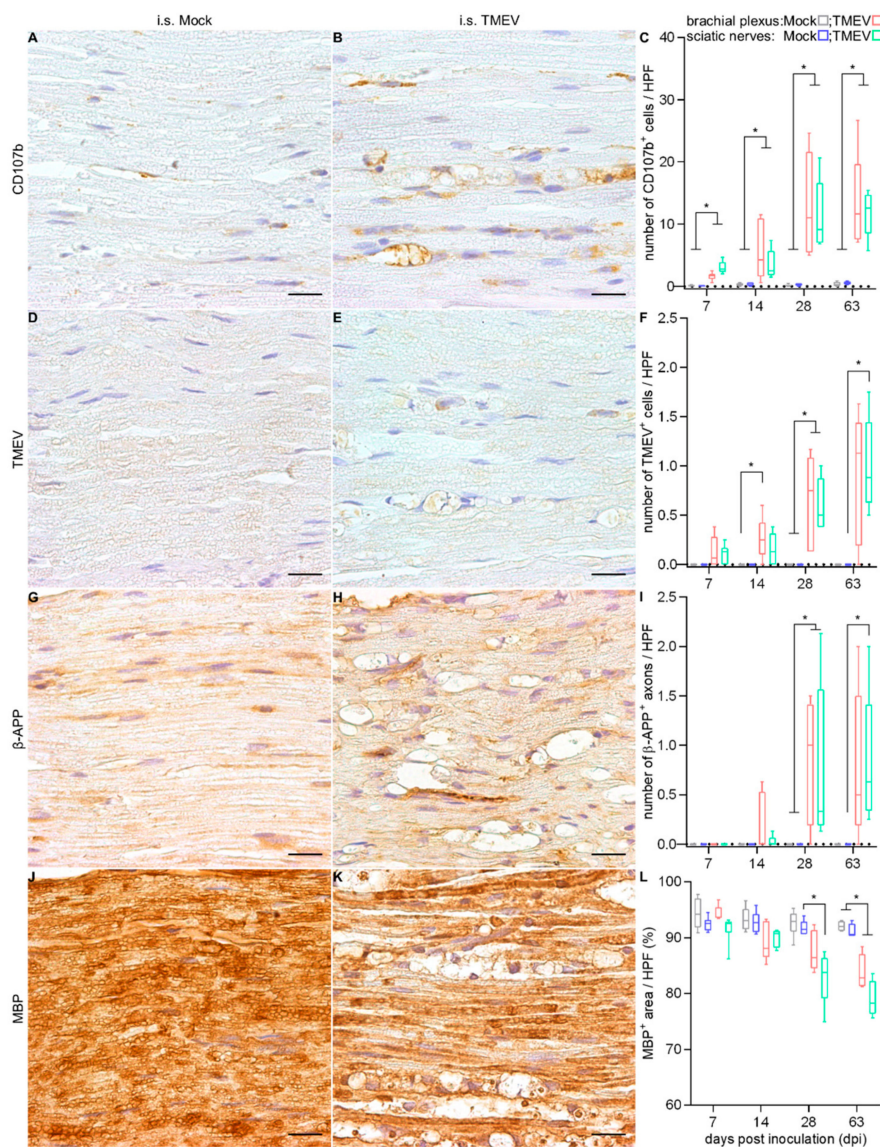 i.s. Mock
i.s. TMEV
brachial plexus: Mock ; TMEV
sciatic nerves: Mock ; TMEV
A
B
C
CD107b
number of CD107b+ cells / HPF
40
30
20
10
0
*
*
*
*
7
14
28
63
D
E
F
TMEV
number of TMEV+ cells / HPF
2.5
2.0
1.5
1.0
0.5
0.0
*
*
*
7
14
28
63
G
H
I
β-APP
number of β-APP+ axons / HPF
2.5
2.0
1.5
1.0
0.5
0.0
*
*
7
14
28
63
J
K
L
MBP
MBP+ area / HPF (%)
100
90
80
70
60
*
*
7
14
28
63
days post inoculation (dpi)